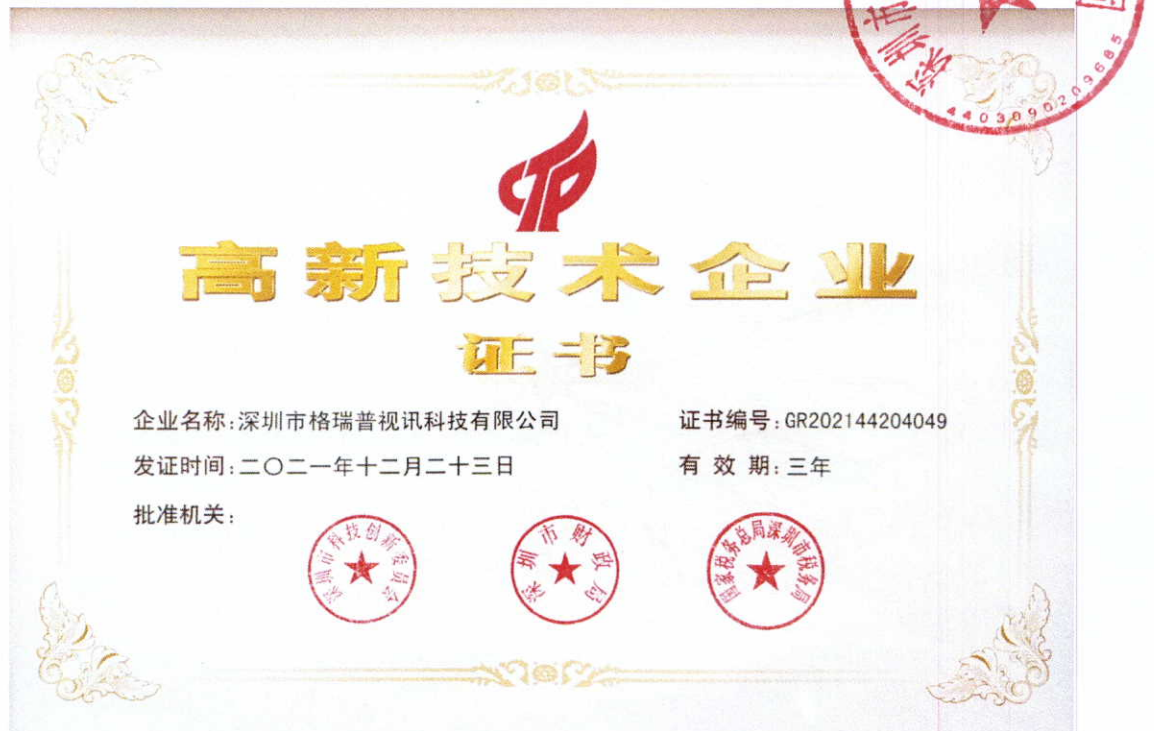 深圳市
4403090209685
高新技术企业
证书
企业名称:深圳市格瑞普视讯科技有限公司
证书编号:GR202144204049
发证时间:二〇二一年十二月二十三日
有 效 期:三年
批准机关:
深圳市科技创新委员会
深圳市财政局
国家税务总局深圳市税务局